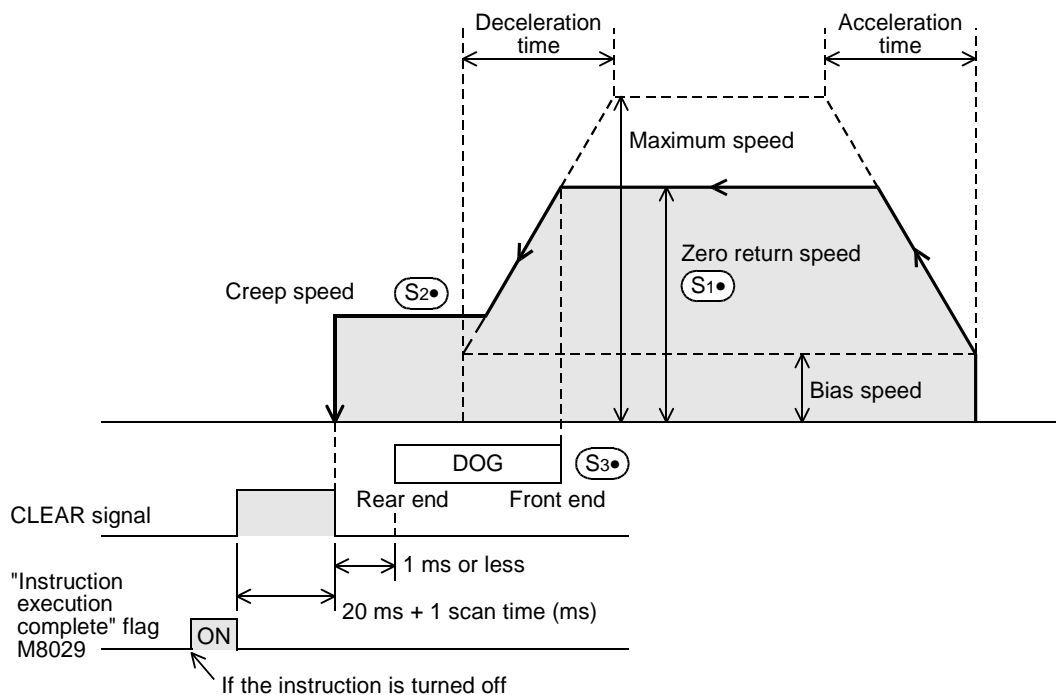 Deceleration
time
Acceleration
time
Maximum speed
Zero return speed
S1•
Creep speed
S2•
Bias speed
DOG
S3•
Rear end
Front end
CLEAR signal
1 ms or less
"Instruction
execution
complete" flag
M8029
20 ms + 1 scan time (ms)
ON
If the instruction is turned off